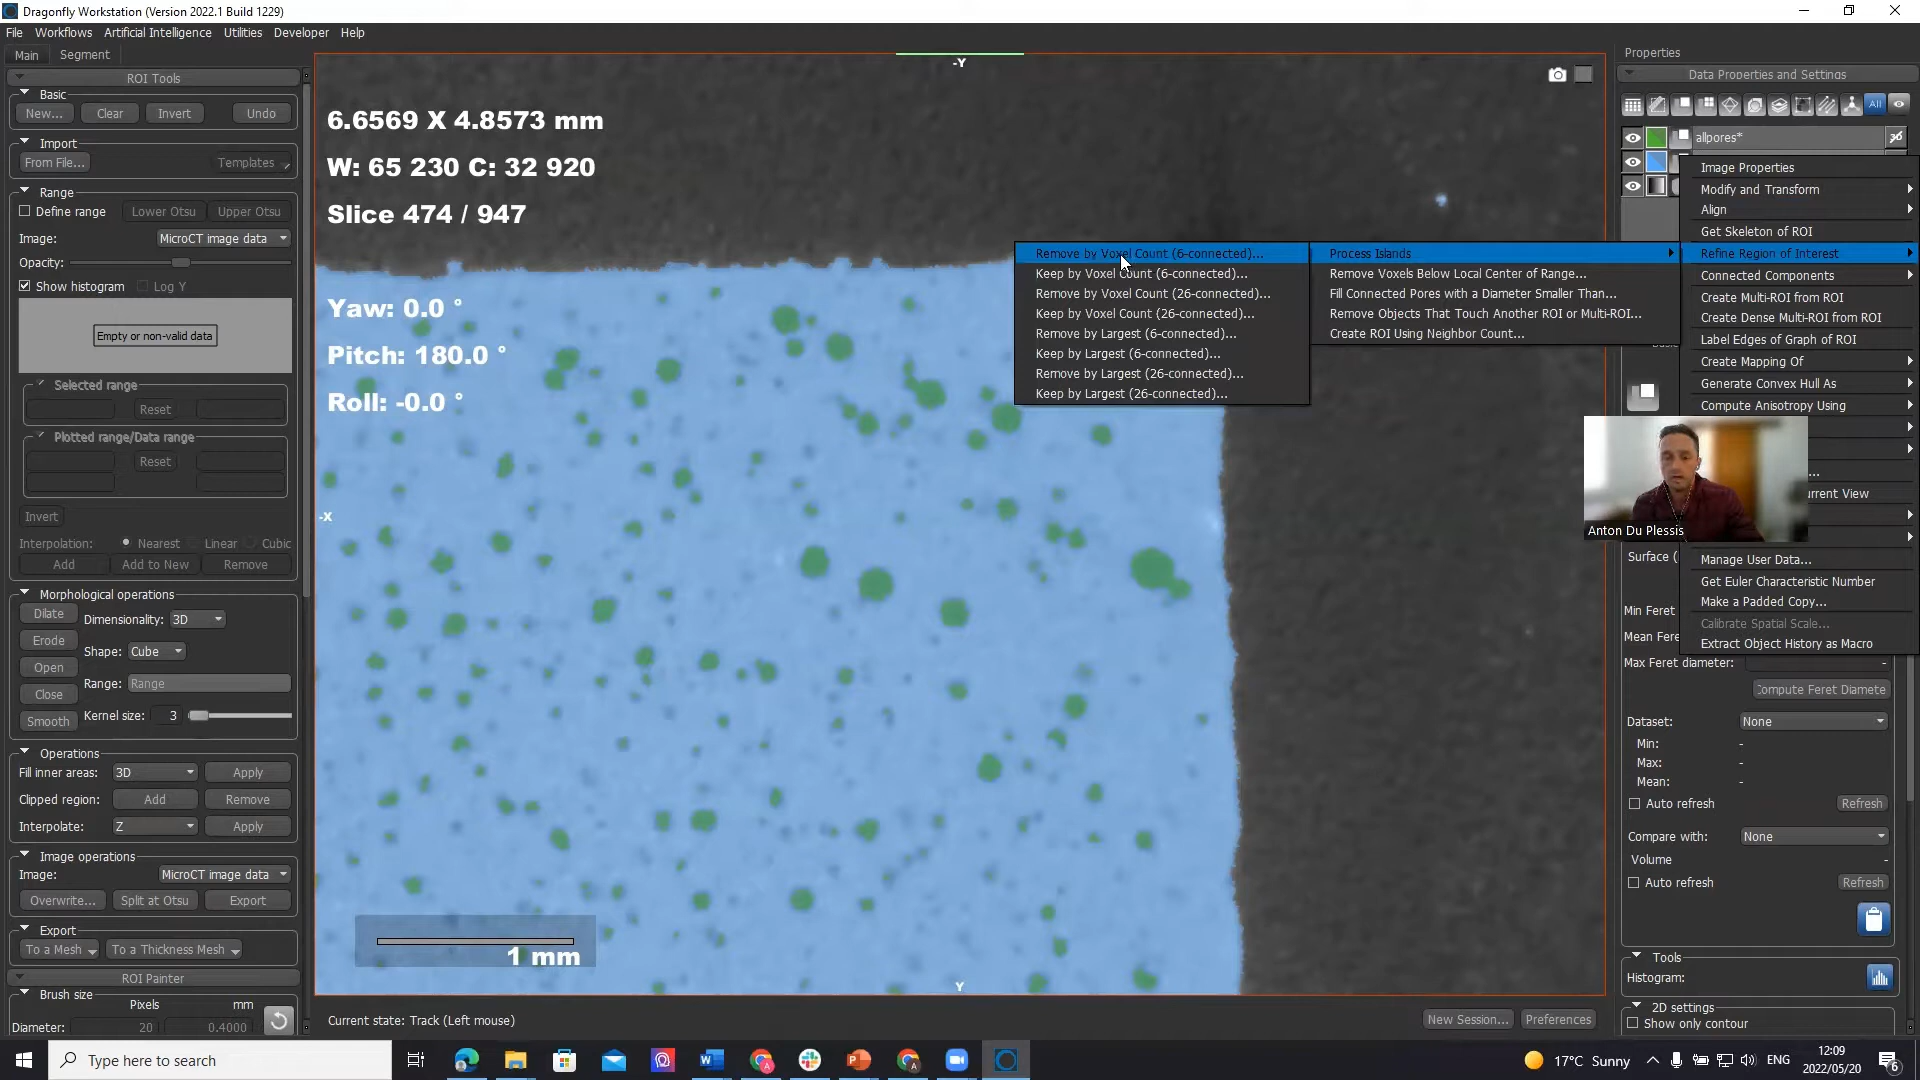 Dragonfly Workstation (Version 2022.1 Build 1229)
File Workflows Artificial Intelligence Utilities Developer Help
Main Segment
ROI Tools
Basic
New... Clear Invert Undo
Import
From File... Templates
Range
Define range Lower Otsu Upper Otsu
Image: MicroCT image data
Opacity:
Show histogram Log Y
Empty or non-valid data
Selected range
Reset
Plotted range/Data range
Reset
Invert
Interpolation: Nearest Linear Cubic
Add Add to New Remove
Morphological operations
Dilate Dimensionality: 3D
Erode
Shape: Cube
Open
Range: Range
Close
Smooth Kernel size: 3
Operations
Fill inner areas: 3D Apply
Clipped region: Add Remove
Interpolate: Z Apply
Image operations
Image: MicroCT image data
Overwrite... Split at Otsu Export
Export
To a Mesh To a Thickness Mesh
ROI Painter
Brush size
Pixels mm
Diameter: 20 0.4000
-Y
6.6569 X 4.8573 mm
W: 65 230 C: 32 920
Slice 474 / 947
Yaw: 0.0 °
Pitch: 180.0 °
Roll: -0.0 °
-X
1 mm
Y
Current state: Track (Left mouse)
New Session... Preferences
Remove by Voxel Count (6-connected)...
Keep by Voxel Count (6-connected)...
Remove by Voxel Count (26-connected)...
Keep by Voxel Count (26-connected)...
Remove by Largest (6-connected)...
Keep by Largest (6-connected)...
Remove by Largest (26-connected)...
Keep by Largest (26-connected)...
Process Islands
Remove Voxels Below Local Center of Range...
Fill Connected Pores with a Diameter Smaller Than...
Remove Objects That Touch Another ROI or Multi-ROI...
Create ROI Using Neighbor Count...
Properties
Data Properties and Settings
All
allpores*
Image Properties
Modify and Transform
Align
Get Skeleton of ROI
Refine Region of Interest
Connected Components
Create Multi-ROI from ROI
Create Dense Multi-ROI from ROI
Label Edges of Graph of ROI
Create Mapping Of
Generate Convex Hull As
Compute Anisotropy Using
...
urrent View
Anton Du Plessis
Manage User Data...
Get Euler Characteristic Number
Make a Padded Copy...
Calibrate Spatial Scale...
Extract Object History as Macro
Surface (
Min Feret
Mean Fere
Max Feret diameter: -
Compute Feret Diamete
Dataset: None
Min: -
Max: -
Mean: -
Auto refresh Refresh
Compare with: None
Volume -
Auto refresh Refresh
Tools
Histogram:
2D settings
Show only contour
Type here to search
17°C Sunny
ENG
12:09
2022/05/20
6